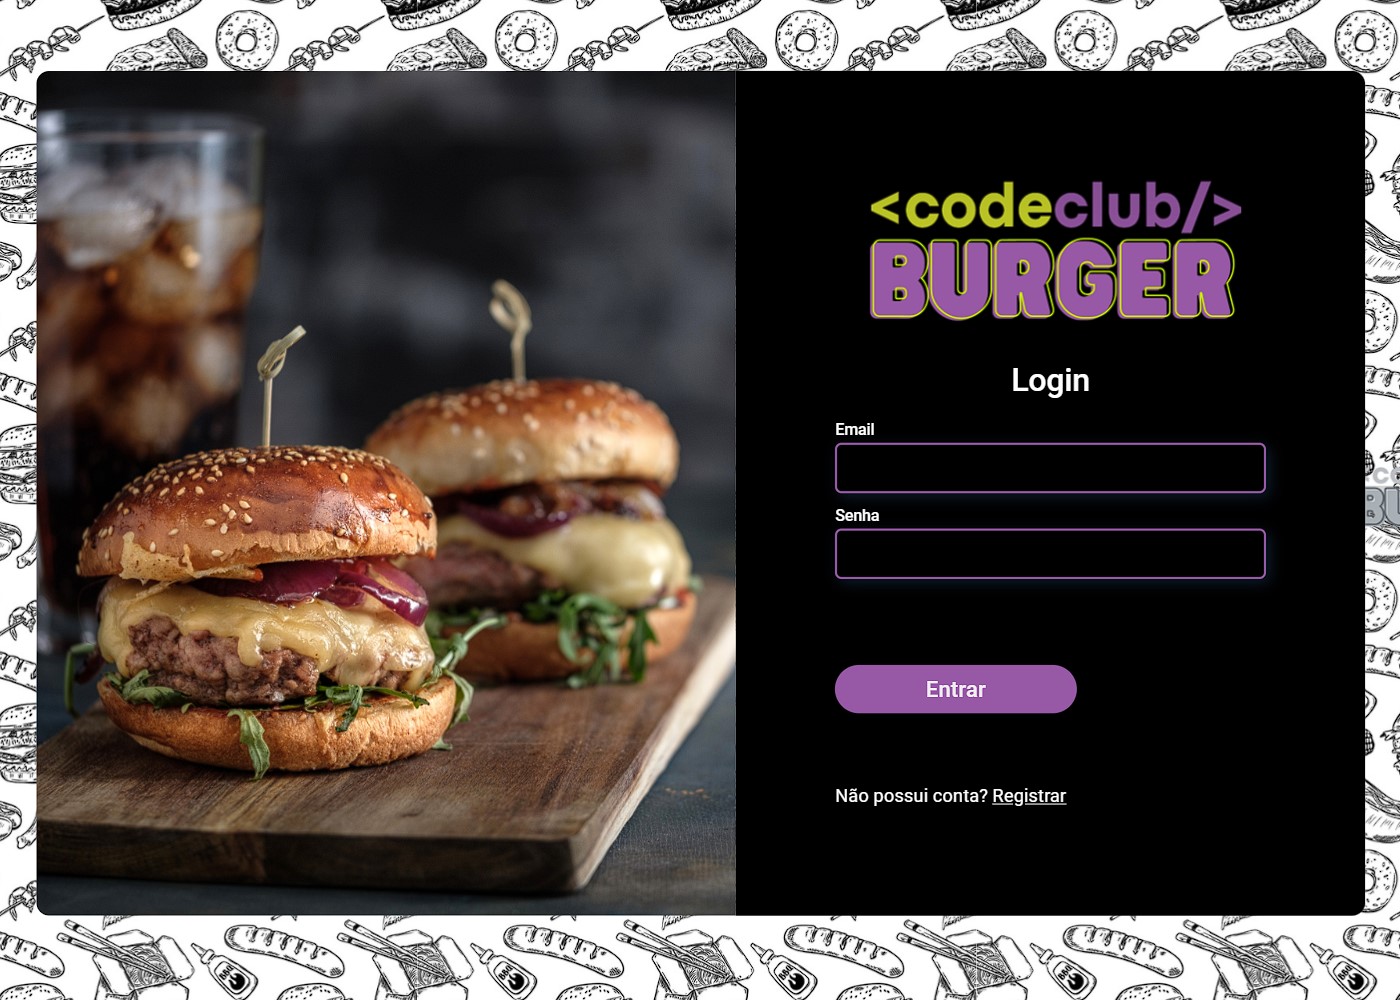 <codeclub/>
BURGER
Login
Email
Senha
Entrar
Não possui conta? Registrar